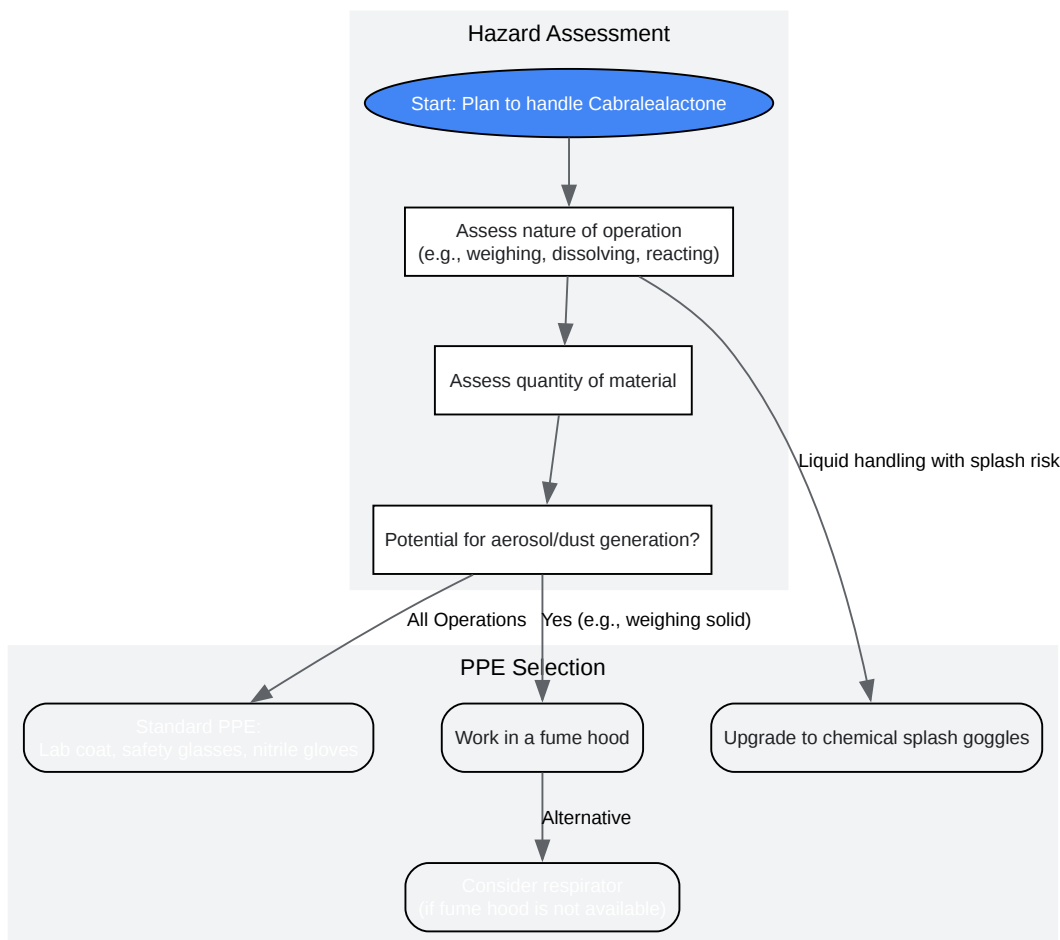 Hazard Assessment
Start: Plan to handle Cabralealactone
Assess nature of operation
(e.g., weighing, dissolving, reacting)
Assess quantity of material
Liquid handling with splash risk
Potential for aerosol/dust generation?
All Operations
Yes (e.g., weighing solid)
PPE Selection
Standard PPE:
Lab coat, safety glasses, nitrile gloves
Work in a fume hood
Upgrade to chemical splash goggles
Alternative
Consider respirator
(if fume hood is not available)